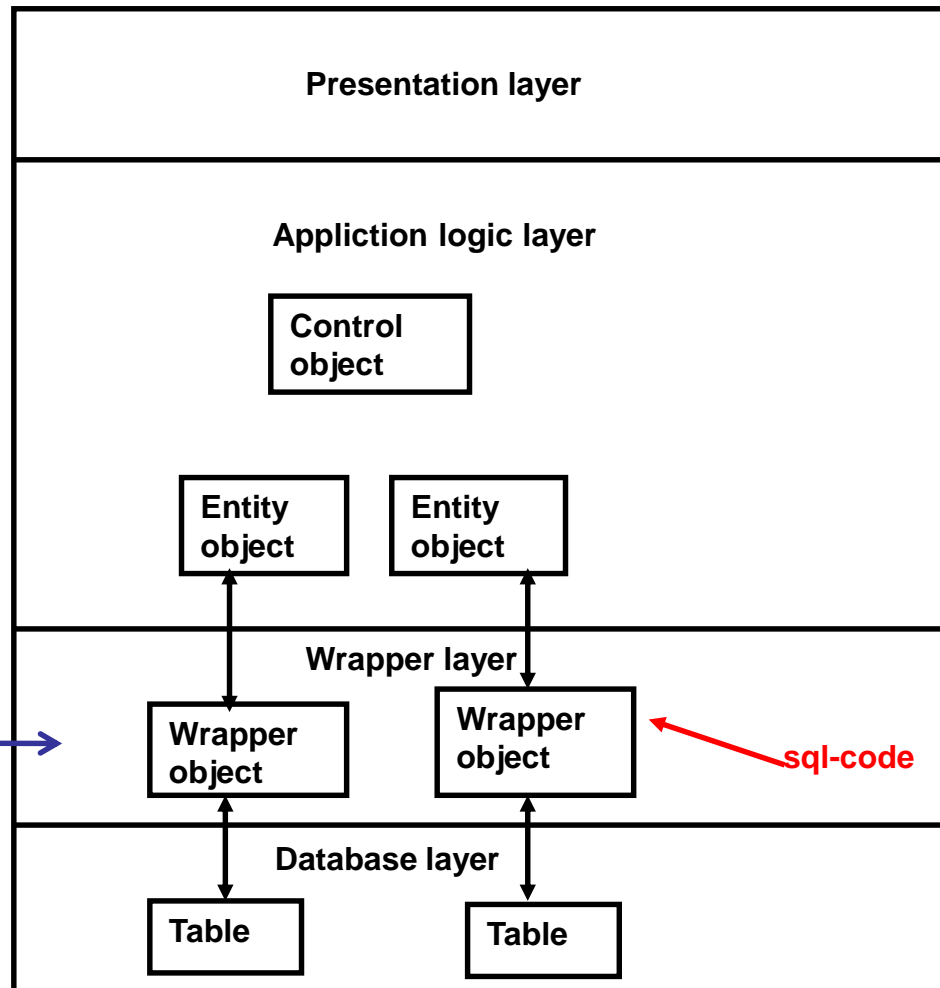 Presentation layer
Appliction logic layer
Control
object
Entity
object
Entity
object
Wrapper layer
Wrapper
object
Wrapper
object
sql-code
Database layer
Table
Table